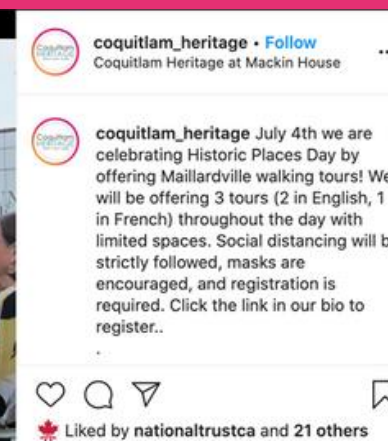 coquitlam_heritage • Follow
Coquitlam Heritage at Mackin House
coquitlam_heritage July 4th we are
celebrating Historic Places Day by
offering Maillardville walking tours! We
will be offering 3 tours (2 in English, 1
in French) throughout the day with
limited spaces. Social distancing will b
strictly followed, masks are
encouraged, and registration is
required. Click the link in our bio to
register..
.
Liked by nationaltrustca and 21 others